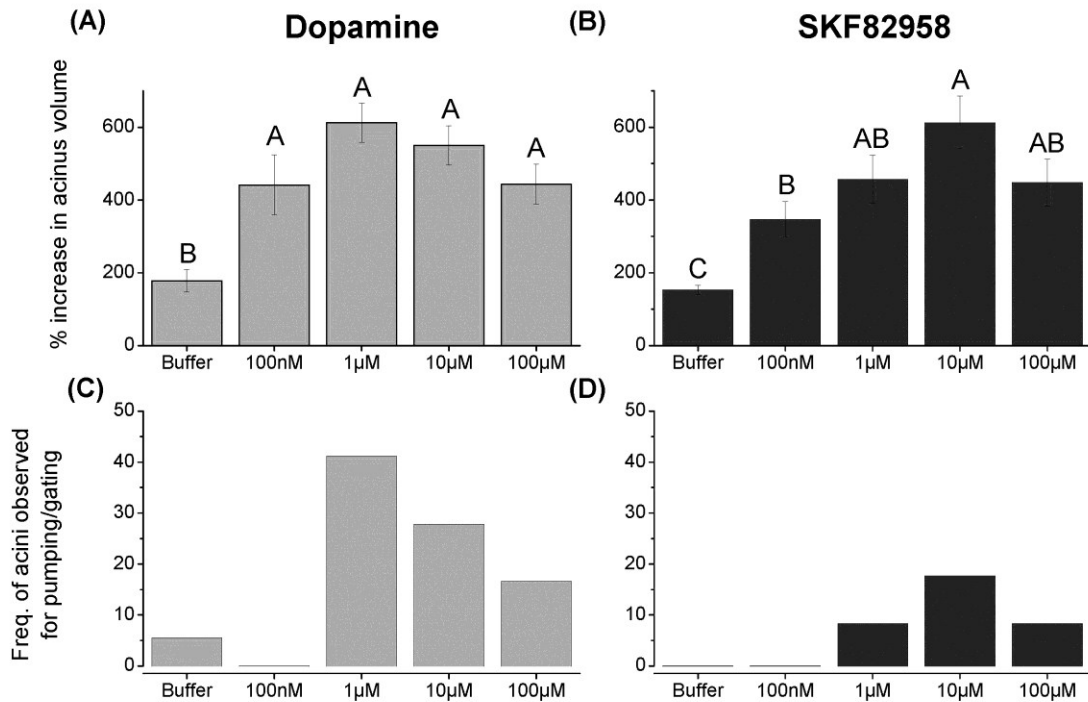 (A) Dopamine
(B) SKF82958
% increase in acinus volume
600
400
200
0
B
A
A
A
A
Buffer 100nM 1μM 10μM 100μM
600
400
200
0
C
B
AB
A
AB
Buffer 100nM 1μM 10μM 100μM
(C)
Freq. of acini observed
for pumping/gating
50
40
30
20
10
0
Buffer 100nM 1μM 10μM 100μM
(D)
50
40
30
20
10
0
Buffer 100nM 1μM 10μM 100μM